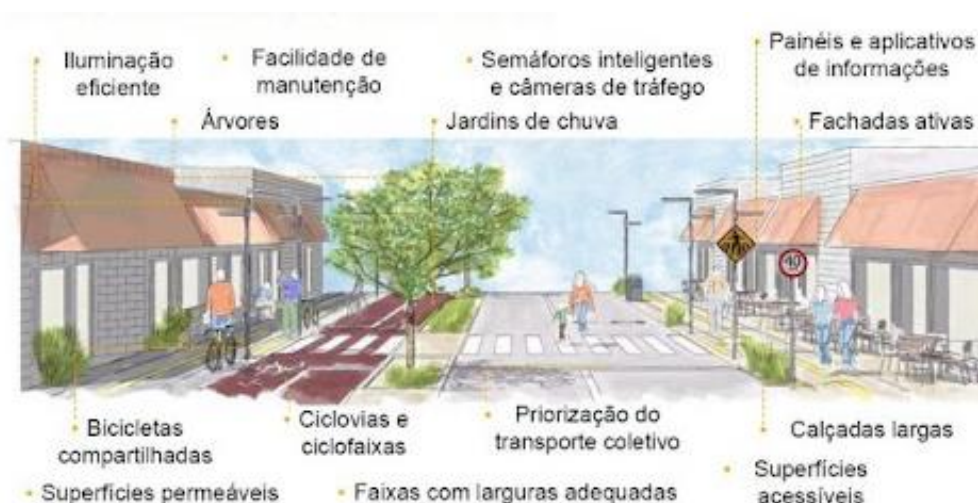 Iluminação
eficiente
Facilidade de
manutenção
Semáforos inteligentes
e câmeras de tráfego
Painéis e aplicativos
de informações
Árvores
Jardins de chuva
Fachadas ativas
40
Bicicletas
compartilhadas
Ciclovias e
ciclofaixas
Priorização do
transporte coletivo
Calçadas largas
Superfícies permeáveis
Faixas com larguras adequadas
Superfícies
acessíveis